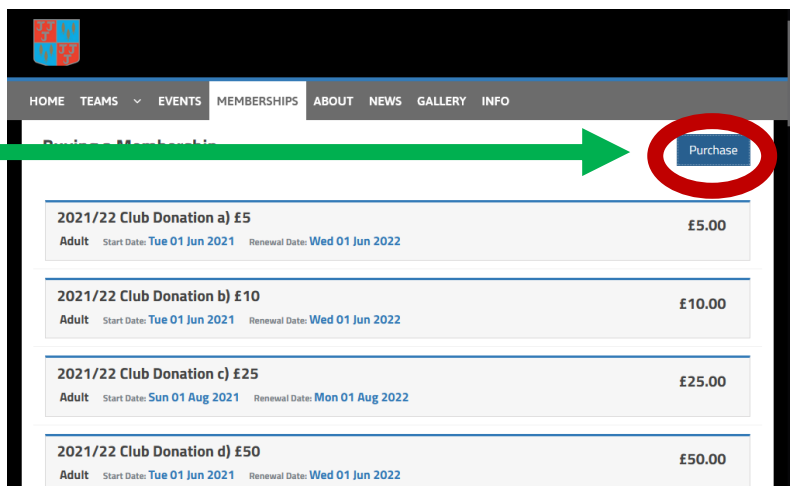 HOME TEAMS EVENTS MEMBERSHIPS ABOUT NEWS GALLERY INFO
Buying a Membership
Purchase
2021/22 Club Donation a) £5
£5.00
Adult Start Date: Tue 01 Jun 2021 Renewal Date: Wed 01 Jun 2022
2021/22 Club Donation b) £10
£10.00
Adult Start Date: Tue 01 Jun 2021 Renewal Date: Wed 01 Jun 2022
2021/22 Club Donation c) £25
£25.00
Adult Start Date: Sun 01 Aug 2021 Renewal Date: Mon 01 Aug 2022
2021/22 Club Donation d) £50
£50.00
Adult Start Date: Tue 01 Jun 2021 Renewal Date: Wed 01 Jun 2022